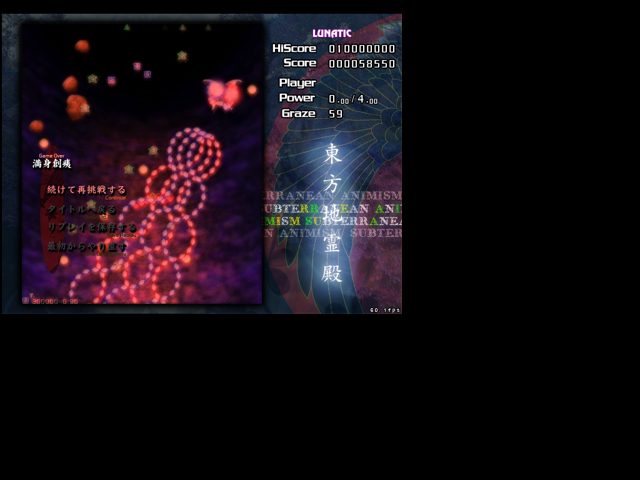 LUNATIC
HiScore 010000000
Score 000058550
Player
Power 0.00/4.00
Graze 59
Game Over
満身創痍
続けて再挑戦する
Continue
タイトルへ戻る
リプレイを保存する
最初からやり直す
東方地霊殿
SUBTERRANEAN ANIMISM